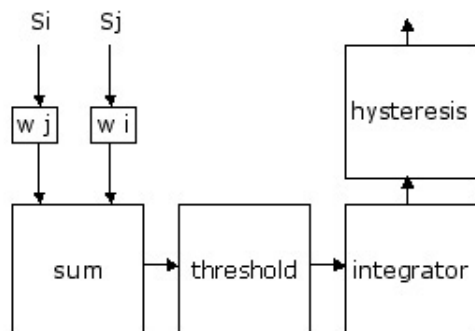 Si Sj
w j w i
hysteresis
sum threshold integrator